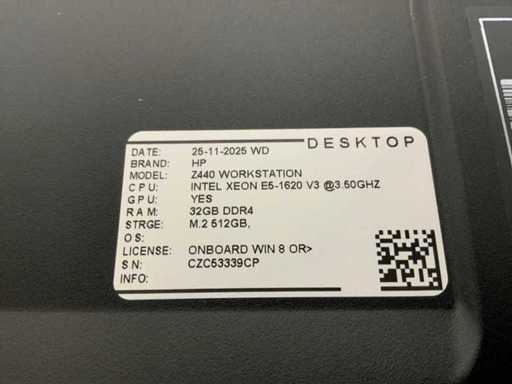 DESKTOP
DATE: 25-11-2025 WD
BRAND: HP
MODEL: Z440 WORKSTATION
CPU: INTEL XEON E5-1620 V3 @3.50GHZ
GPU: YES
RAM: 32GB DDR4
STRGE: M.2 512GB,
OS:
LICENSE: ONBOARD WIN 8 OR>
SN: CZC53339CP
INFO: